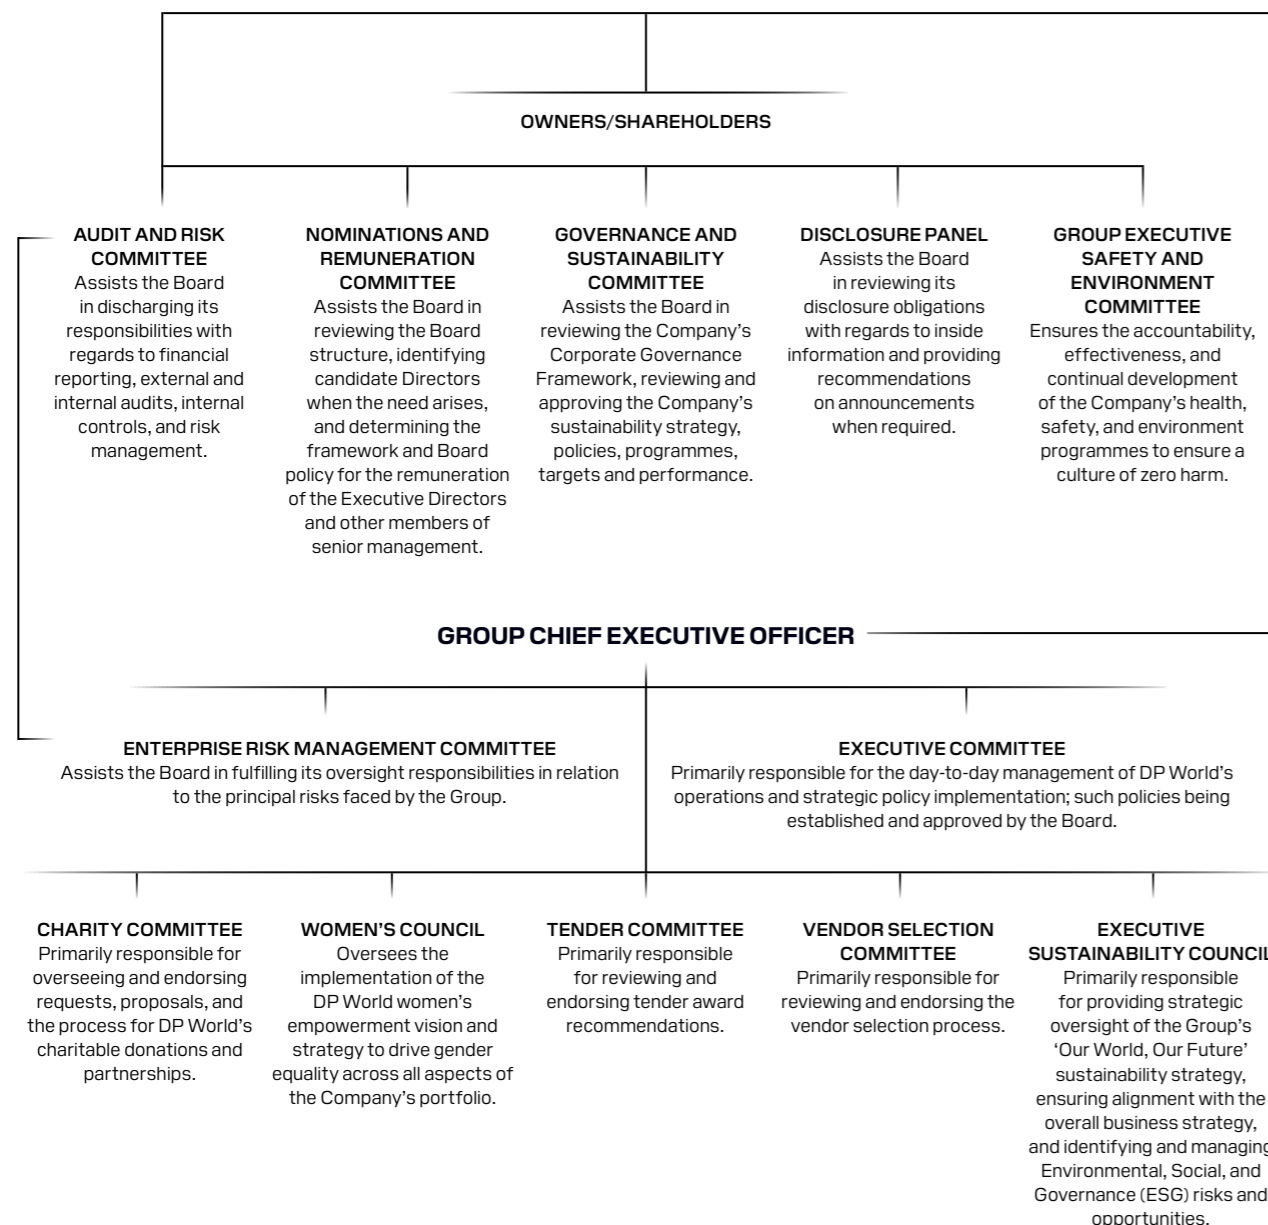 OWNERS/SHAREHOLDERS
AUDIT AND RISK
COMMITTEE
Assists the Board
in discharging its
responsibilities with
regards to financial
reporting, external and
internal audits, internal
controls, and risk
management.
NOMINATIONS AND
REMUNERATION
COMMITTEE
Assists the Board in
reviewing the Board
structure, identifying
candidate Directors
when the need arises,
and determining the
framework and Board
policy for the remuneration
of the Executive Directors
and other members of
senior management.
GOVERNANCE AND
SUSTAINABILITY
COMMITTEE
Assists the Board in
reviewing the Company's
Corporate Governance
Framework, reviewing and
approving the Company's
sustainability strategy,
policies, programmes,
targets and performance.
DISCLOSURE PANEL
Assists the Board
in reviewing its
disclosure obligations
with regards to inside
information and providing
recommendations
on announcements
when required.
GROUP EXECUTIVE
SAFETY AND
ENVIRONMENT
COMMITTEE
Ensures the accountability,
effectiveness, and
continual development
of the Company's health,
safety, and environment
programmes to ensure a
culture of zero harm.
GROUP CHIEF EXECUTIVE OFFICER
ENTERPRISE RISK MANAGEMENT COMMITTEE
Assists the Board in fulfilling its oversight responsibilities in relation
to the principal risks faced by the Group.
EXECUTIVE COMMITTEE
Primarily responsible for the day-to-day management of DP World's
operations and strategic policy implementation; such policies being
established and approved by the Board.
CHARITY COMMITTEE
Primarily responsible for
overseeing and endorsing
requests, proposals, and
the process for DP World's
charitable donations and
partnerships.
WOMEN'S COUNCIL
Oversees the
implementation of the
DP World women's
empowerment vision and
strategy to drive gender
equality across all aspects of
the Company's portfolio.
TENDER COMMITTEE
Primarily responsible
for reviewing and
endorsing tender award
recommendations.
VENDOR SELECTION
COMMITTEE
Primarily responsible for
reviewing and endorsing the
vendor selection process.
EXECUTIVE
SUSTAINABILITY COUNCIL
Primarily responsible
for providing strategic
oversight of the Group's
'Our World, Our Future'
sustainability strategy,
ensuring alignment with the
overall business strategy,
and identifying and managing
Environmental, Social, and
Governance (ESG) risks and
opportunities.